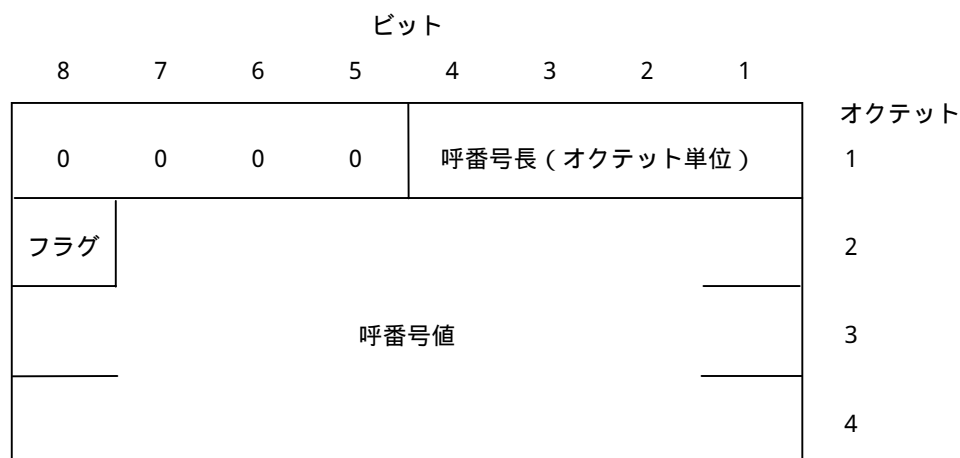 ビット
8 7 6 5 4 3 2 1
オクテット
0 0 0 0 呼番号長(オクテット単位) 1
フラグ 2
呼番号値 3
4